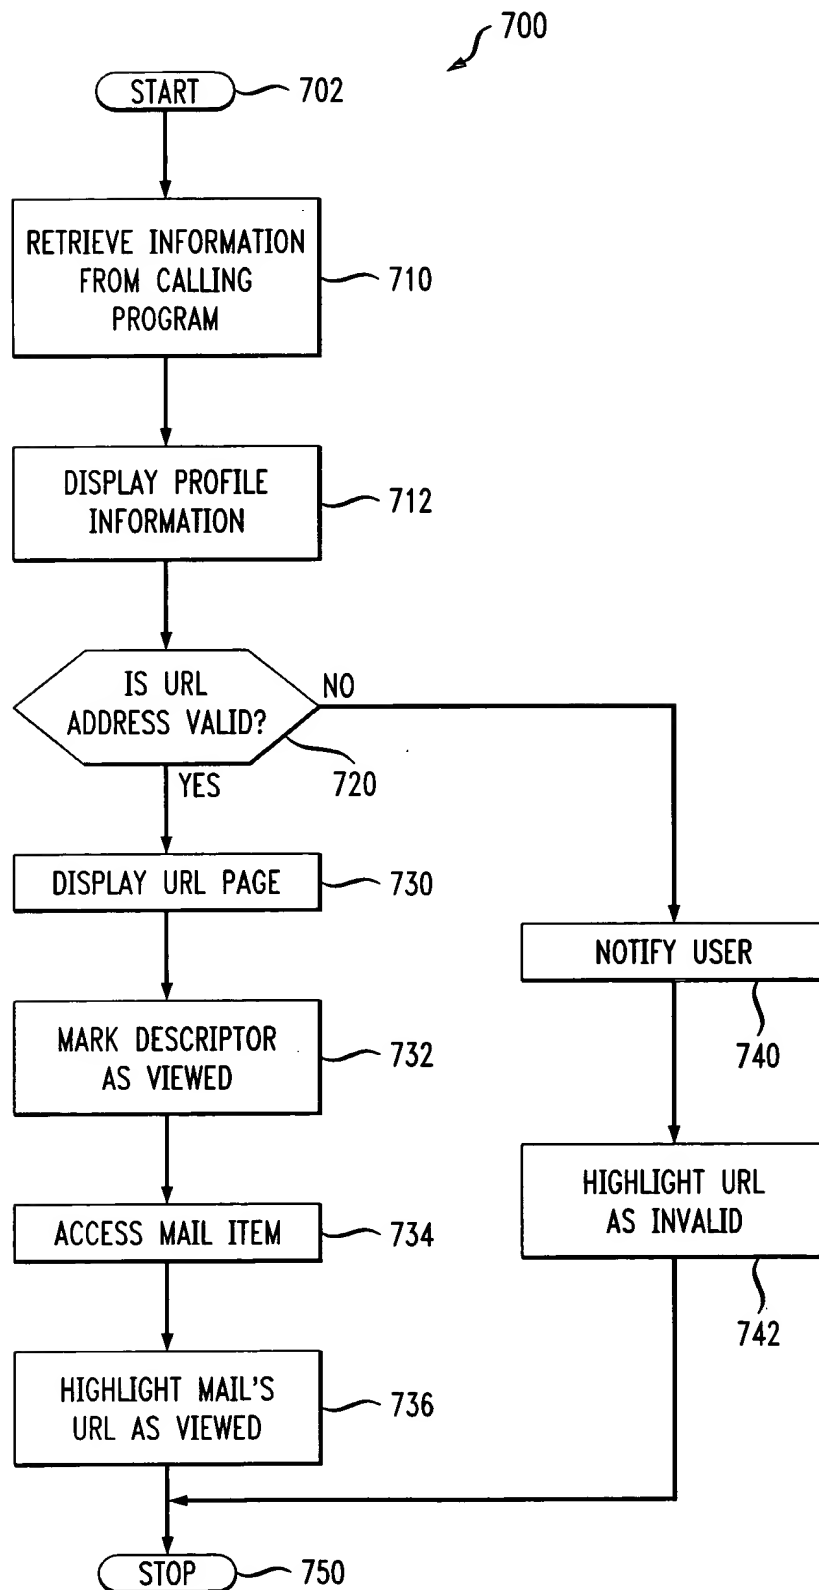 700
START
702
RETRIEVE INFORMATION
FROM CALLING
PROGRAM
710
DISPLAY PROFILE
INFORMATION
712
IS URL
ADDRESS VALID?
NO
720
YES
DISPLAY URL PAGE
730
NOTIFY USER
740
MARK DESCRIPTOR
AS VIEWED
732
HIGHLIGHT URL
AS INVALID
742
ACCESS MAIL ITEM
734
HIGHLIGHT MAIL'S
URL AS VIEWED
736
STOP
750